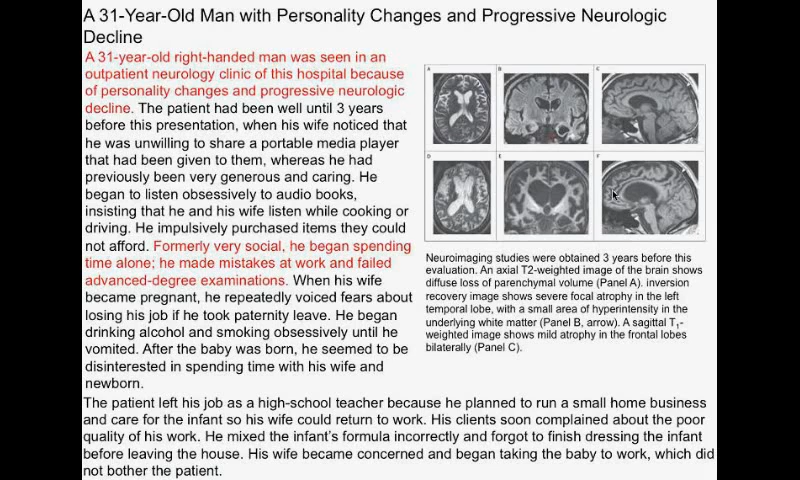 A 31-Year-Old Man with Personality Changes and Progressive Neurologic
Decline
A 31-year-old right-handed man was seen in an
outpatient neurology clinic of this hospital because
of personality changes and progressive neurologic
decline. The patient had been well until 3 years
before this presentation, when his wife noticed that
he was unwilling to share a portable media player
that had been given to them, whereas he had
previously been very generous and caring. He
began to listen obsessively to audio books,
insisting that he and his wife listen while cooking or
driving. He impulsively purchased items they could
not afford. Formerly very social, he began spending
time alone; he made mistakes at work and failed
advanced-degree examinations. When his wife
became pregnant, he repeatedly voiced fears about
losing his job if he took paternity leave. He began
drinking alcohol and smoking obsessively until he
vomited. After the baby was born, he seemed to be
disinterested in spending time with his wife and
newborn.
A B C
D E F
Neuroimaging studies were obtained 3 years before this
evaluation. An axial T2-weighted image of the brain shows
diffuse loss of parenchymal volume (Panel A). inversion
recovery image shows severe focal atrophy in the left
temporal lobe, with a small area of hyperintensity in the
underlying white matter (Panel B, arrow). A sagittal T1-
weighted image shows mild atrophy in the frontal lobes
bilaterally (Panel C).
The patient left his job as a high-school teacher because he planned to run a small home business
and care for the infant so his wife could return to work. His clients soon complained about the poor
quality of his work. He mixed the infant's formula incorrectly and forgot to finish dressing the infant
before leaving the house. His wife became concerned and began taking the baby to work, which did
not bother the patient.